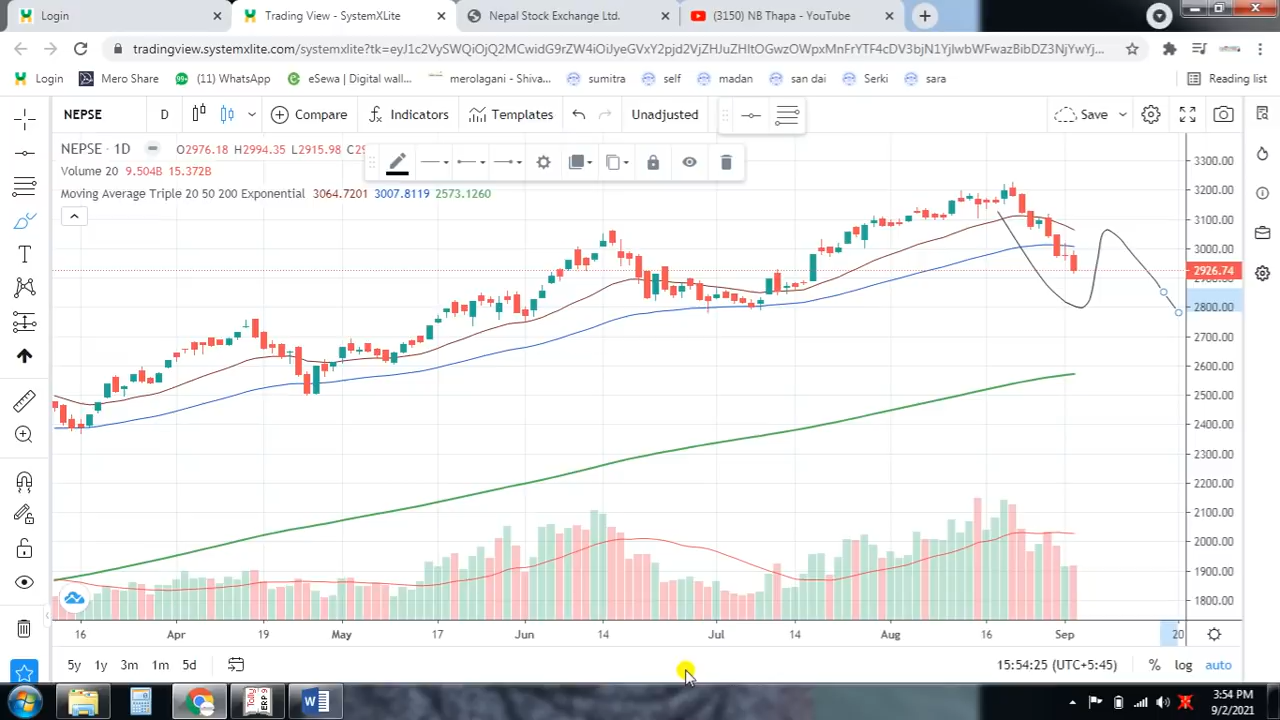 Login
Trading View - SystemXLite
Nepal Stock Exchange Ltd.
(3150) NB Thapa - YouTube
Login
Mero Share
99+
(11) WhatsApp
eSewa | Digital wall...
merolagani - Shiva...
sumitra
self
madan
san dai
Serki
sara
Reading list
NEPSE
D
Compare
Indicators
Templates
Unadjusted
Save
NEPSE · 1D
O2976.18 H2994.35 L2915.98
Volume 20 9.504B 15.372B
Moving Average Triple 20 50 200 Exponential 3064.7201 3007.8119 2573.1260
3300.00
3200.00
3100.00
3000.00
2926.74
2800.00
2700.00
2600.00
2500.00
2400.00
2300.00
2200.00
2100.00
2000.00
1900.00
1800.00
16
Apr
19
May
17
Jun
14
Jul
14
Aug
16
Sep
20
5y
1y
3m
1m
5d
15:54:25 (UTC+5:45)
%
log
auto
Tally
ERP 9
3:54 PM
9/2/2021